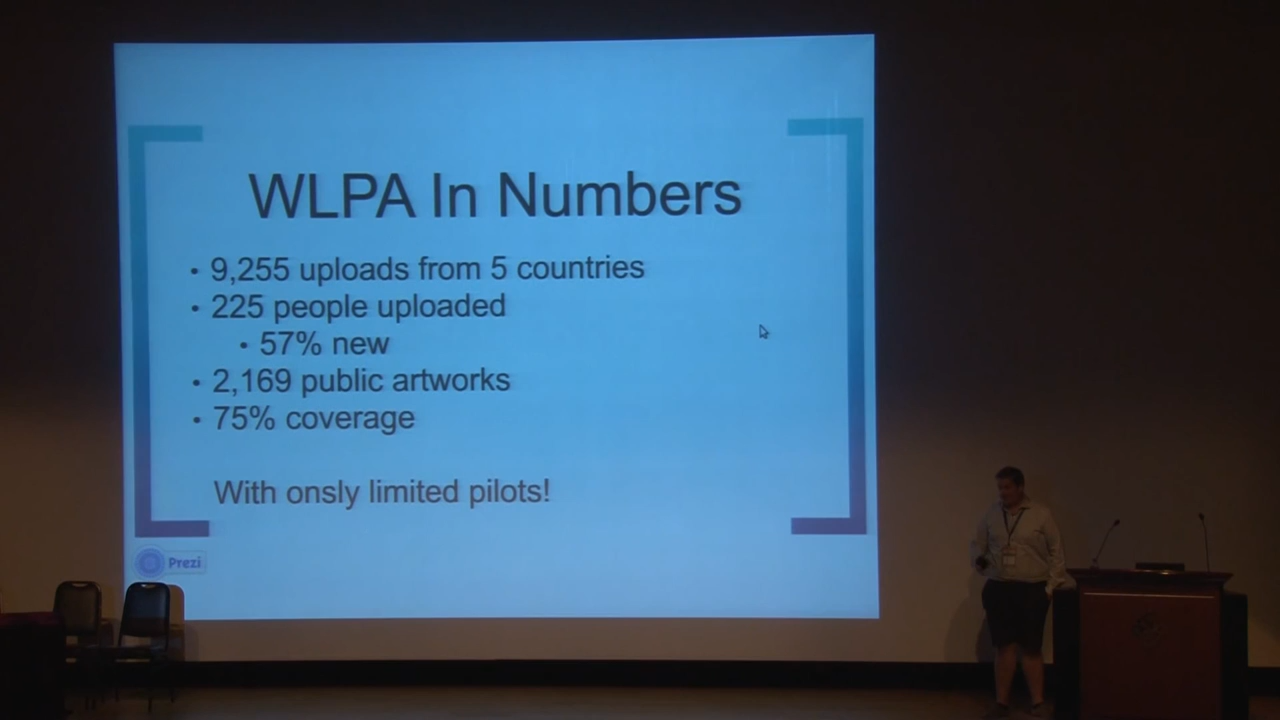 WLPA In Numbers
• 9,255 uploads from 5 countries
• 225 people uploaded
• 57% new
• 2,169 public artworks
• 75% coverage
With onsly limited pilots!
Prezi